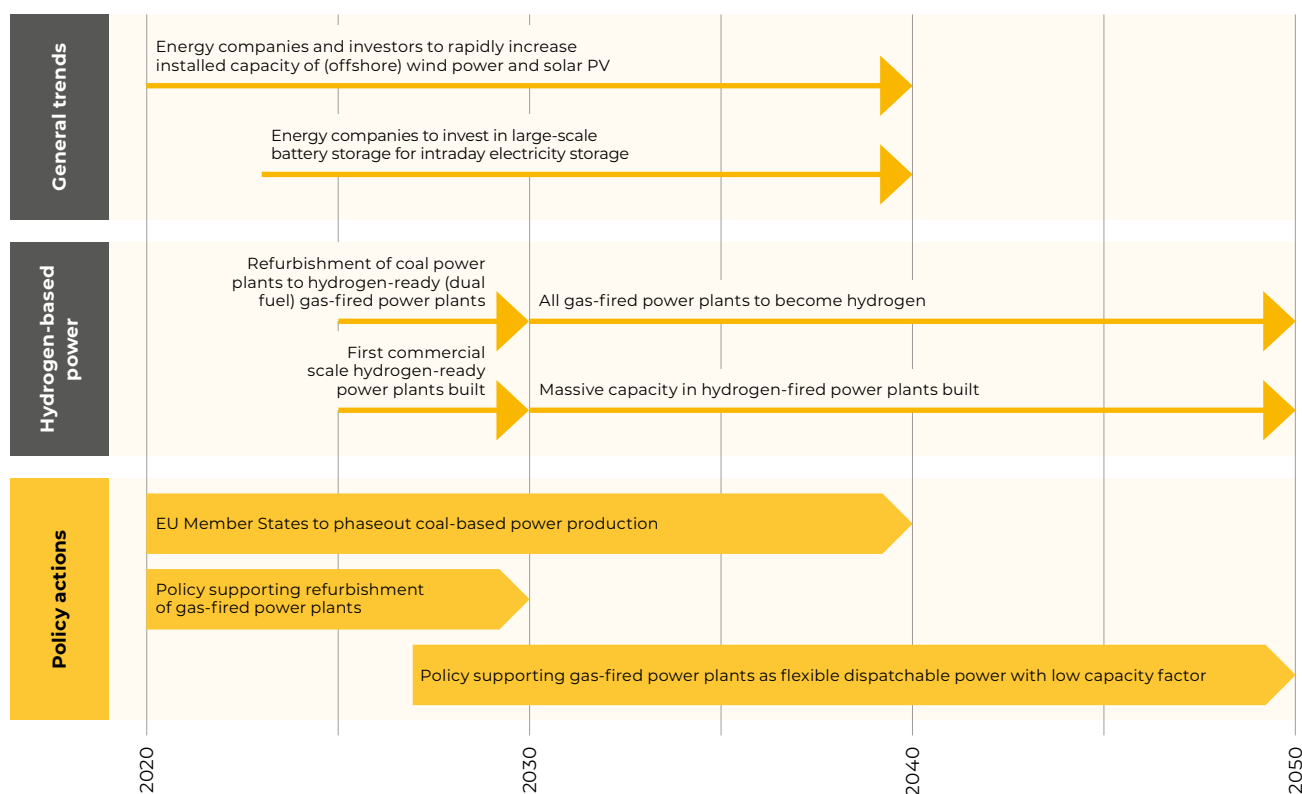 General trends
Energy companies and investors to rapidly increase
installed capacity of (offshore) wind power and solar PV
Energy companies to invest in large-scale
battery storage for intraday electricity storage
Hydrogen-based
power
Refurbishment of coal power
plants to hydrogen-ready (dual
fuel) gas-fired power plants
All gas-fired power plants to become hydrogen
First commercial
scale hydrogen-ready
power plants built
Massive capacity in hydrogen-fired power plants built
Policy actions
EU Member States to phaseout coal-based power production
Policy supporting refurbishment
of gas-fired power plants
Policy supporting gas-fired power plants as flexible dispatchable power with low capacity factor
2020
2030
2040
2050